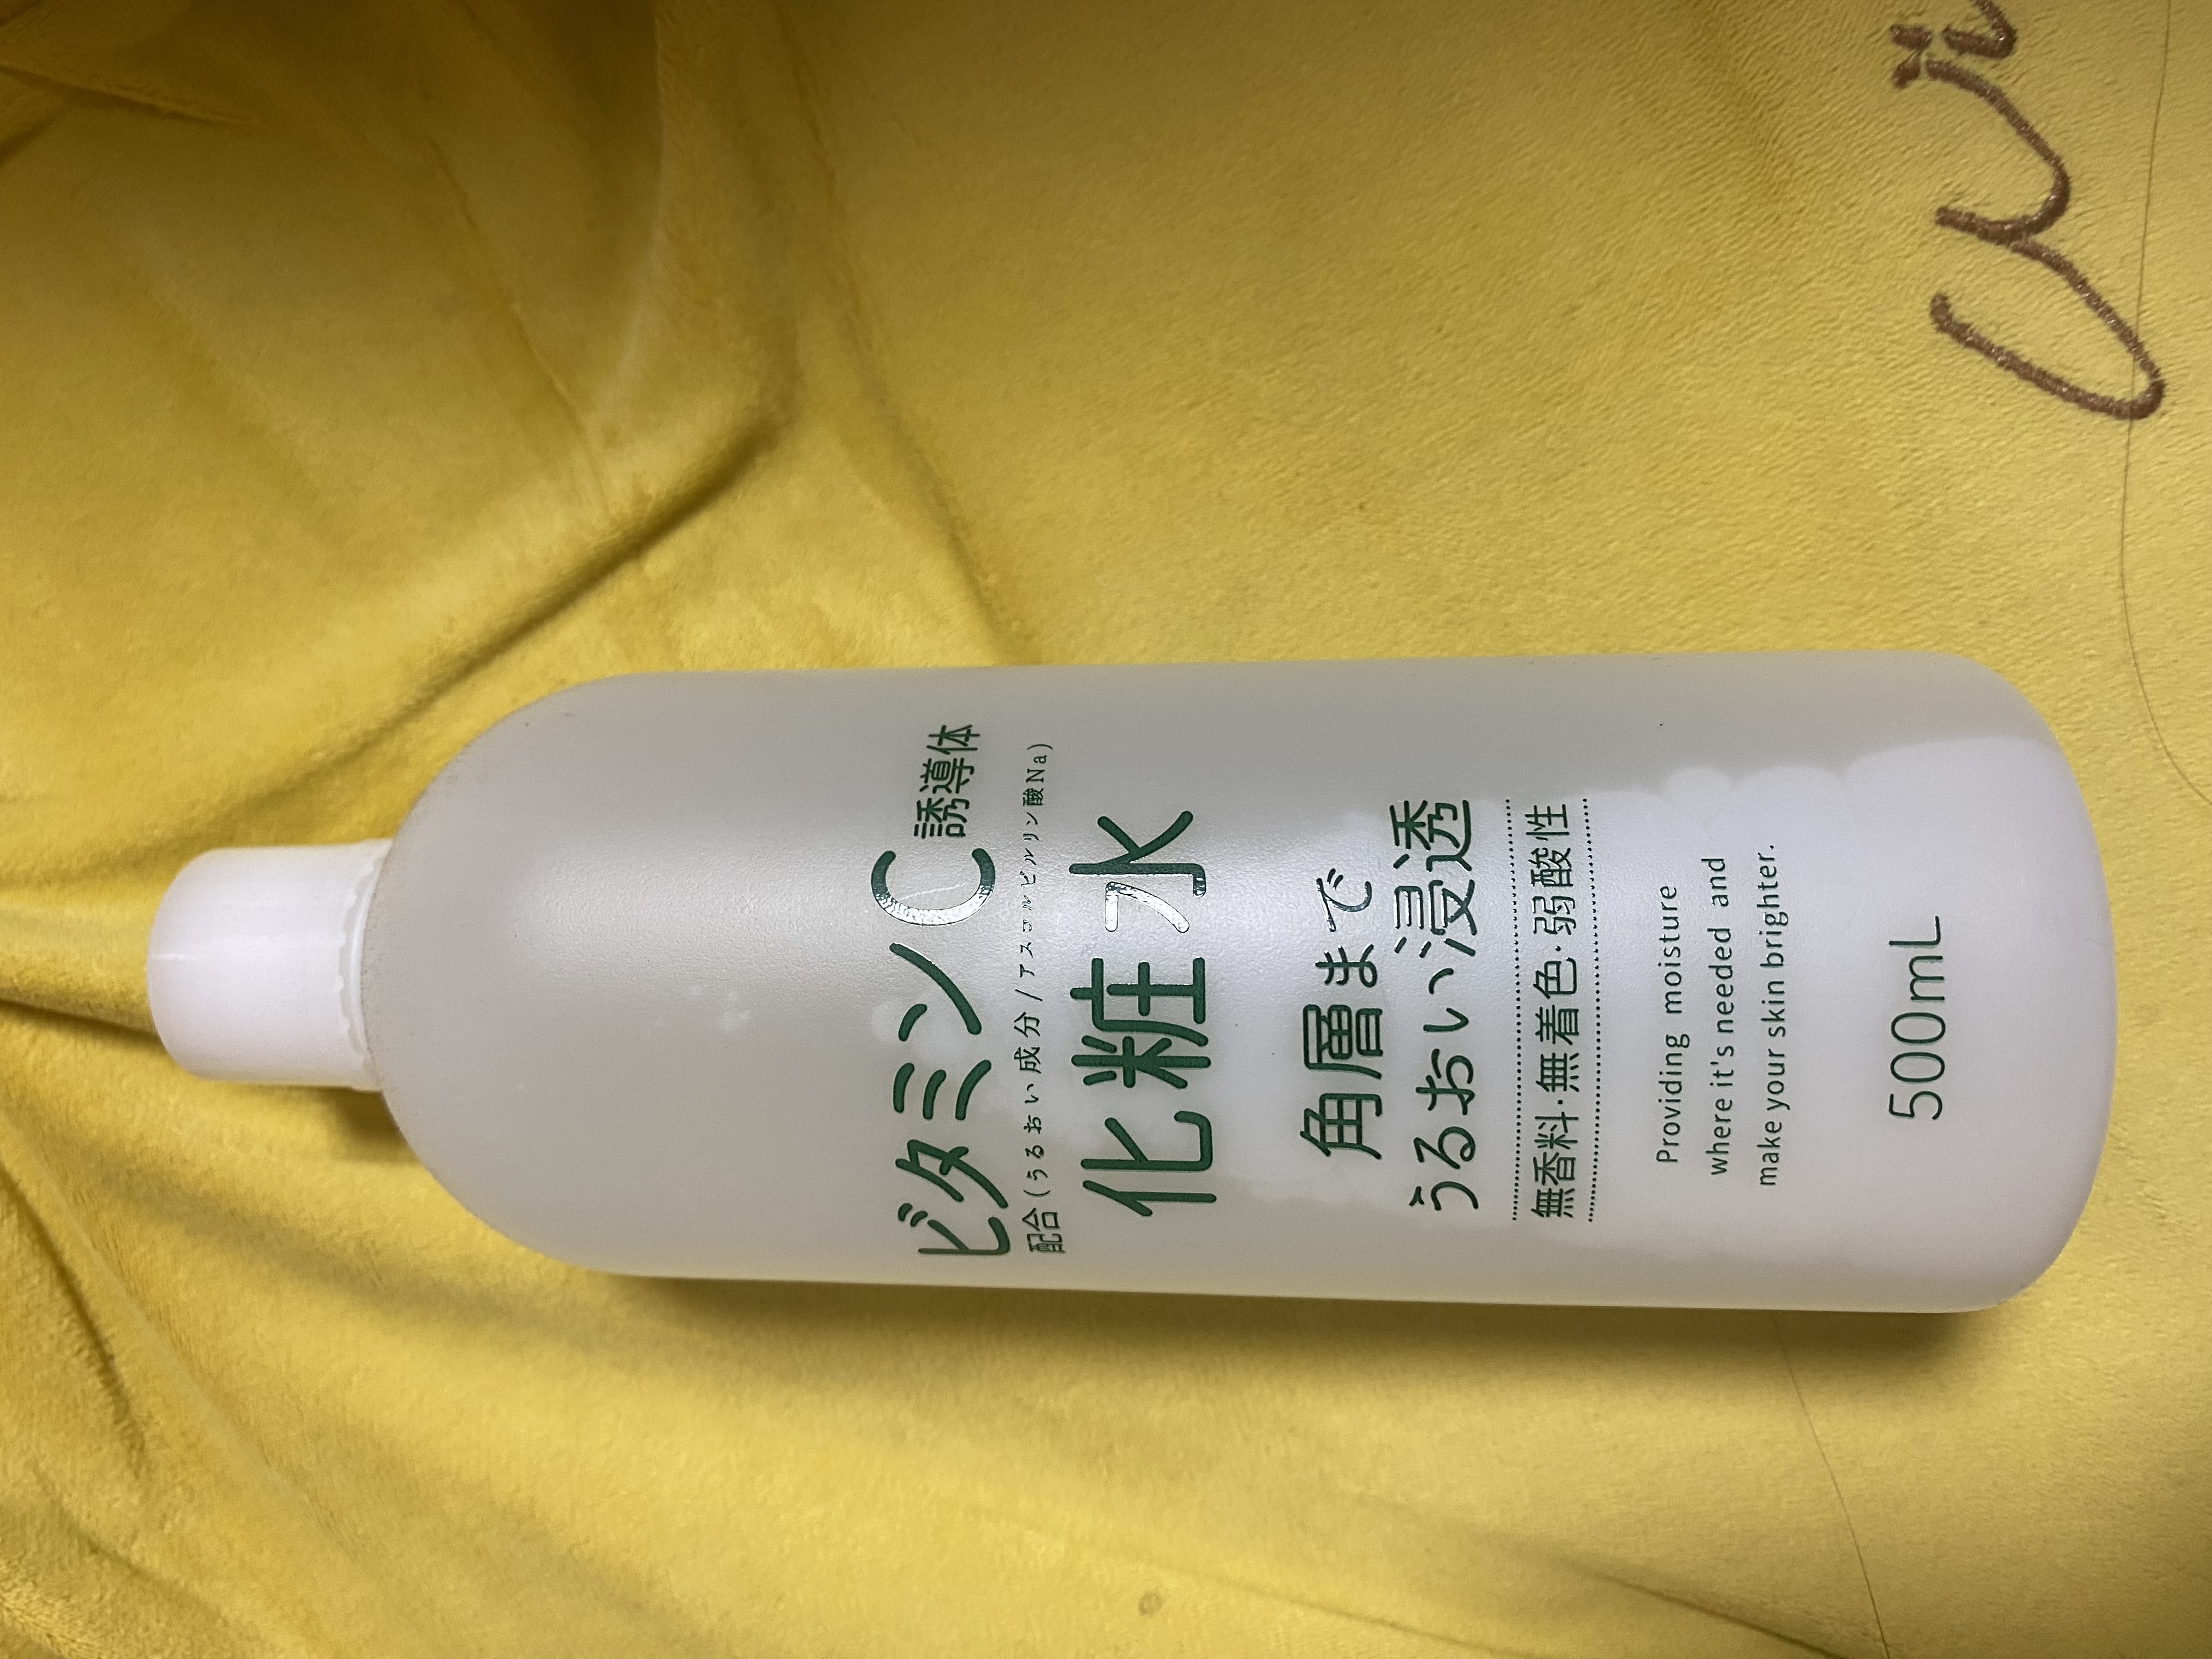 ビタミンC誘導体
配合(うるおい成分/アスコルビルリン酸Na)
化粧水
角層まで
うるおい浸透
無香料·無着色·弱酸性
Providing moisture
where it's needed and
make your skin brighter.
500mL